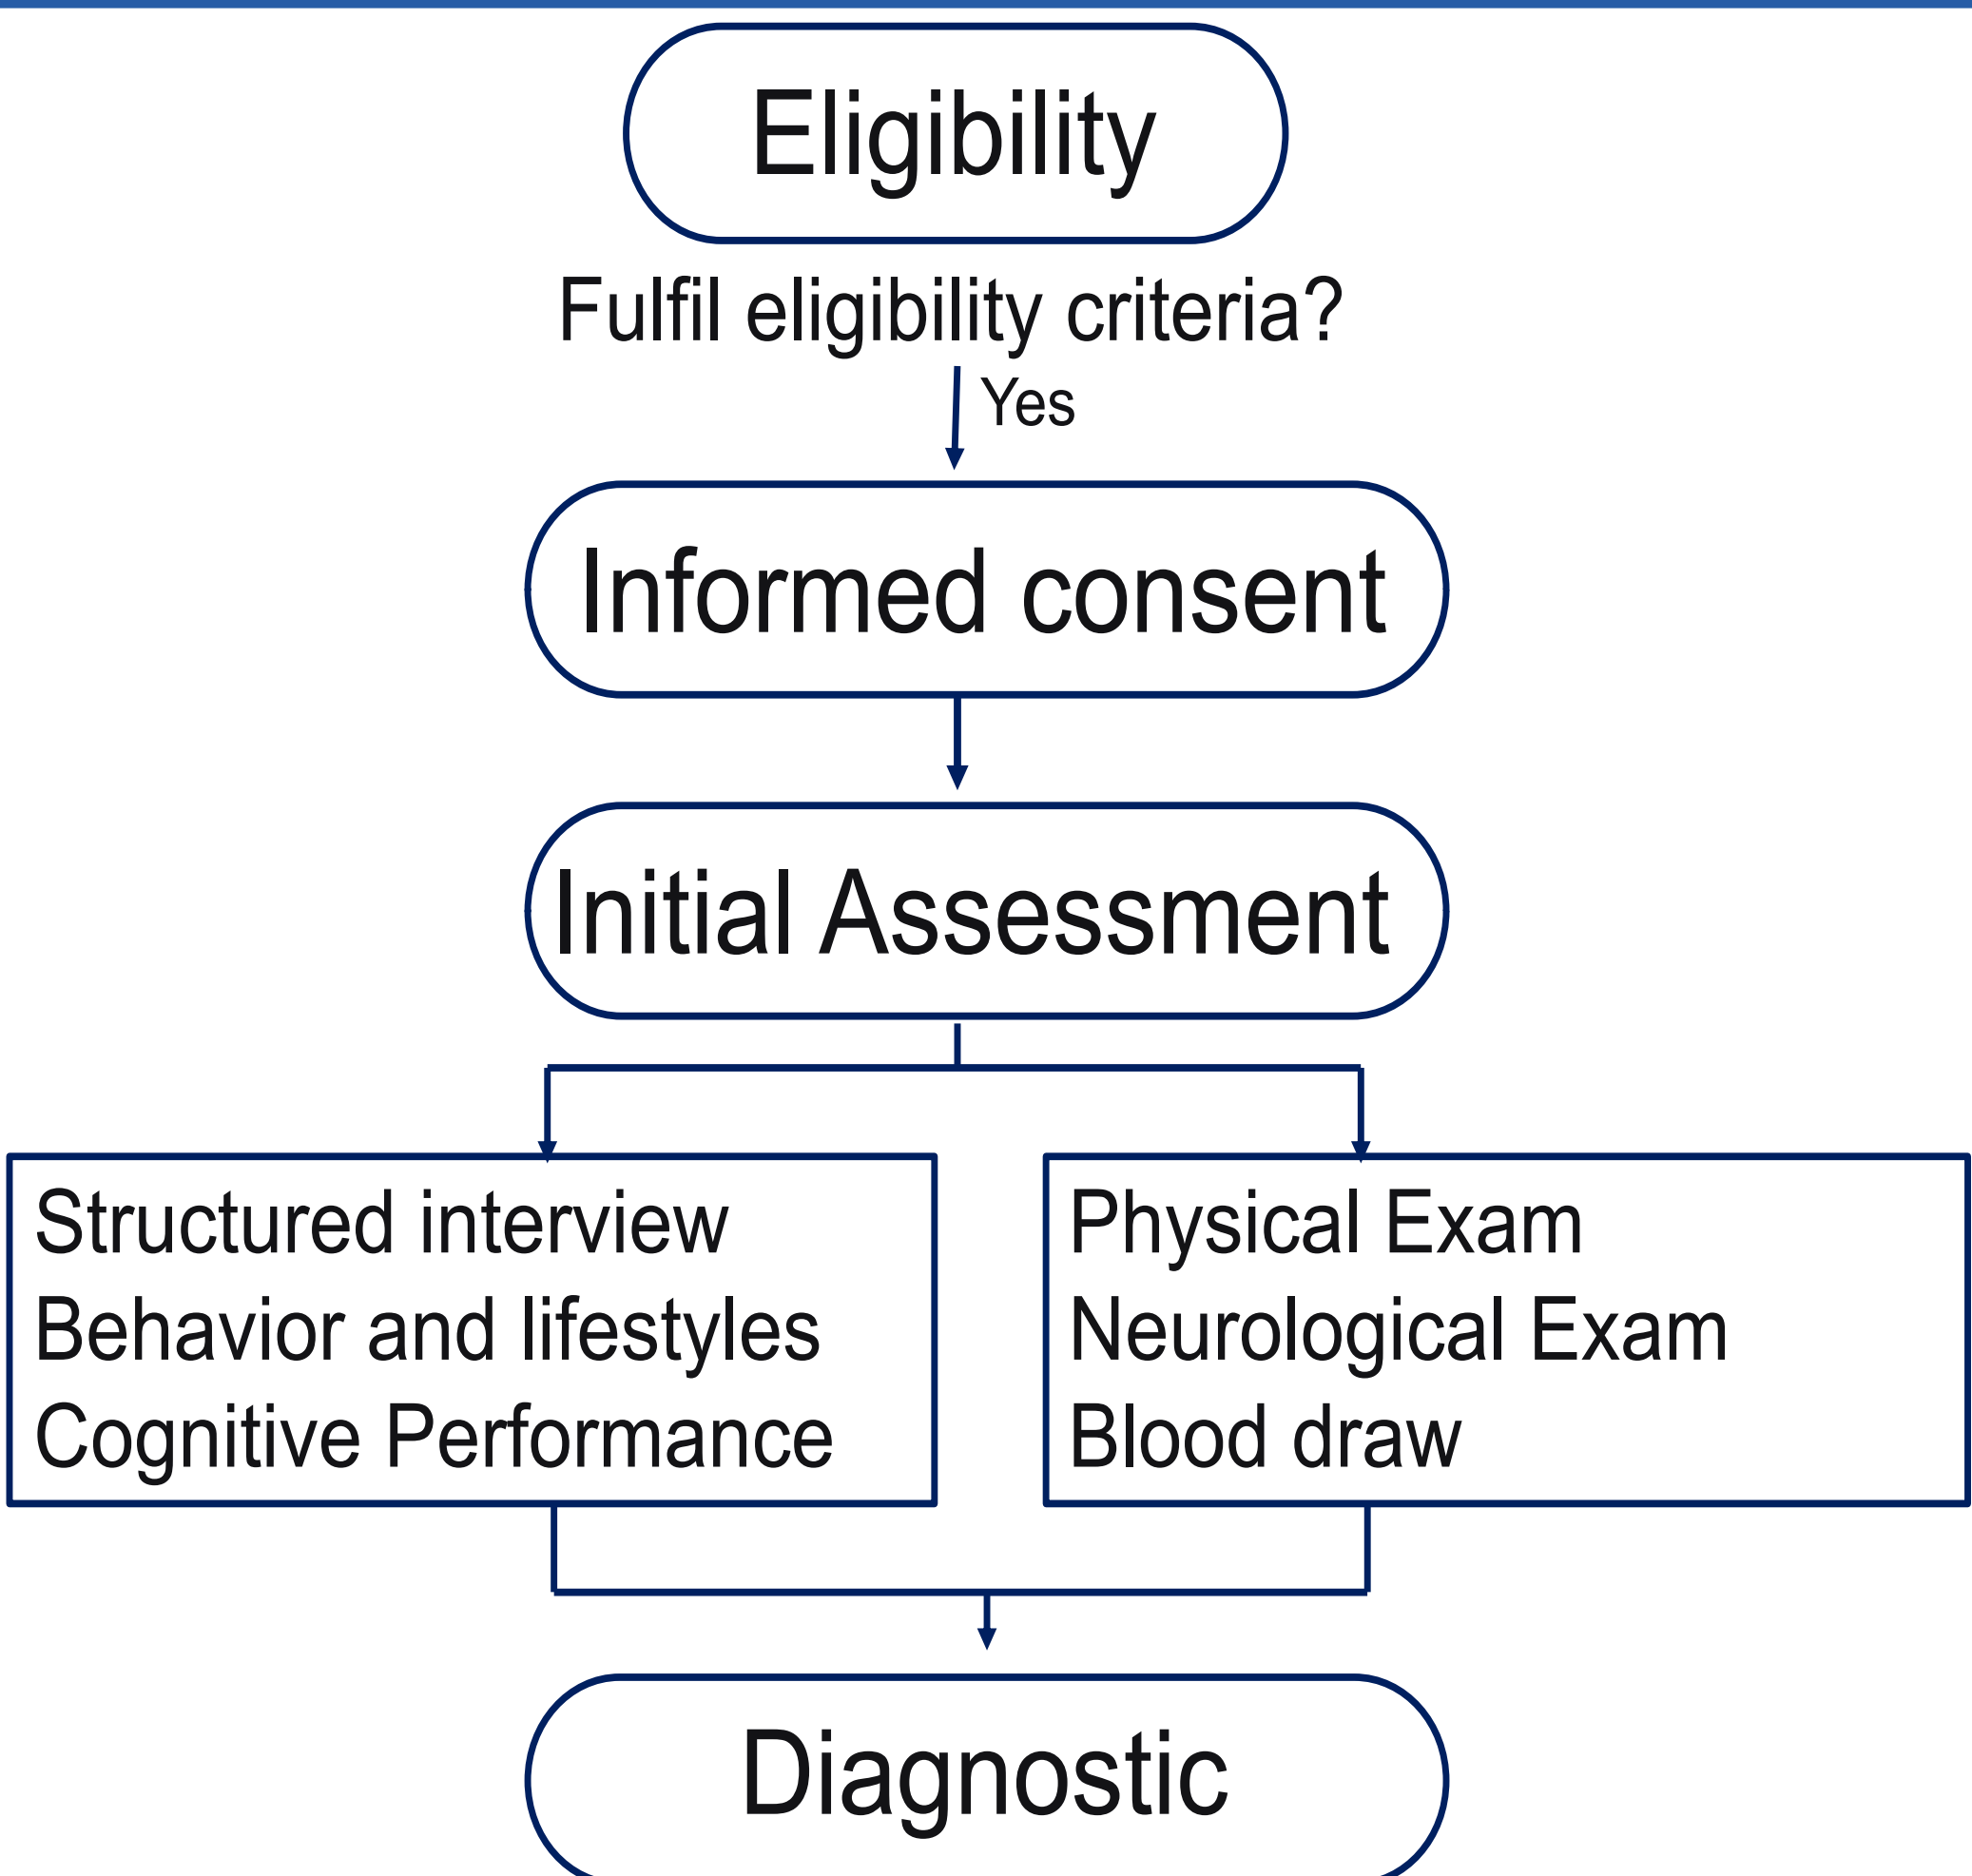 Eligibility
Fulfil eligibility criteria?
Yes
Informed consent
Initial Assessment
Structured interview
Behavior and lifestyles
Cognitive Performance
Physical Exam
Neurological Exam
Blood draw
Diagnostic